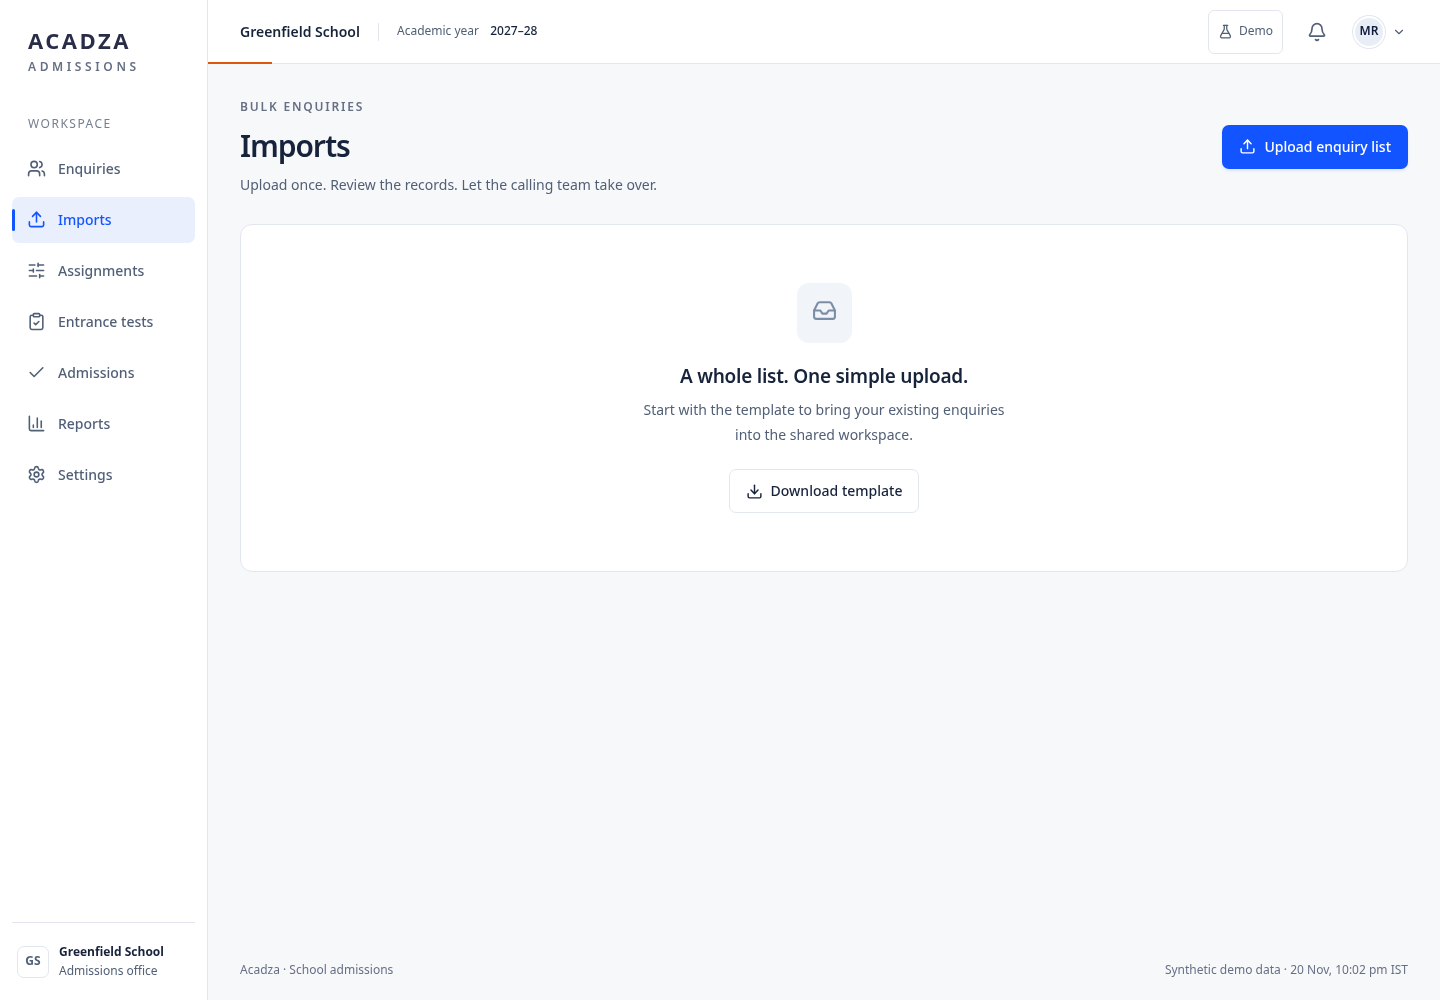 ACADZA
ADMISSIONS
WORKSPACE
Enquiries
Imports
Assignments
Entrance tests
Admissions
Reports
Settings
GS
Greenfield School
Admissions office
Greenfield School
Academic year 2027–28
Demo
MR
BULK ENQUIRIES
Imports
Upload once. Review the records. Let the calling team take over.
Upload enquiry list
A whole list. One simple upload.
Start with the template to bring your existing enquiries
into the shared workspace.
Download template
Acadza · School admissions
Synthetic demo data · 20 Nov, 10:02 pm IST